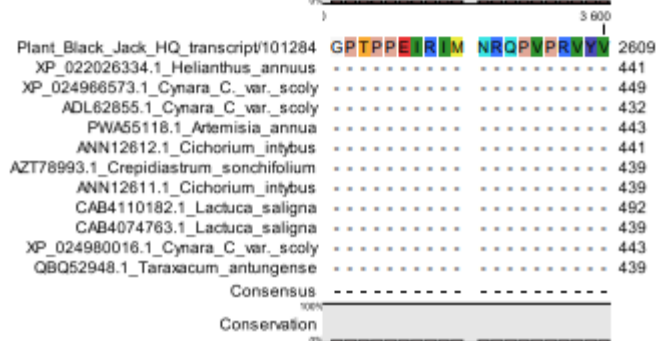 3 600
Plant_Black_Jack_HQ_transcript/101284 GPTPPEIRIM NRQPVPRVYV 2609
XP_022026334.1_Helianthus_annuus ---------- ---------- 441
XP_024966573.1_Cynara_C._var._scoly ---------- ---------- 449
ADL62855.1_Cynara_C_var._scoly ---------- ---------- 432
PWA55118.1_Artemisia_annua ---------- ---------- 443
ANN12612.1_Cichorium_intybus ---------- ---------- 441
AZT78993.1_Crepidiastrum_sonchifolium ---------- ---------- 439
ANN12611.1_Cichorium_intybus ---------- ---------- 439
CAB4110182.1_Lactuca_saligna ---------- ---------- 492
CAB4074763.1_Lactuca_saligna ---------- ---------- 439
XP_024980016.1_Cynara_C_var._scoly ---------- ---------- 443
QBQ52948.1_Taraxacum_antungense ---------- ---------- 439
Consensus ---------- ----------
100%
Conservation